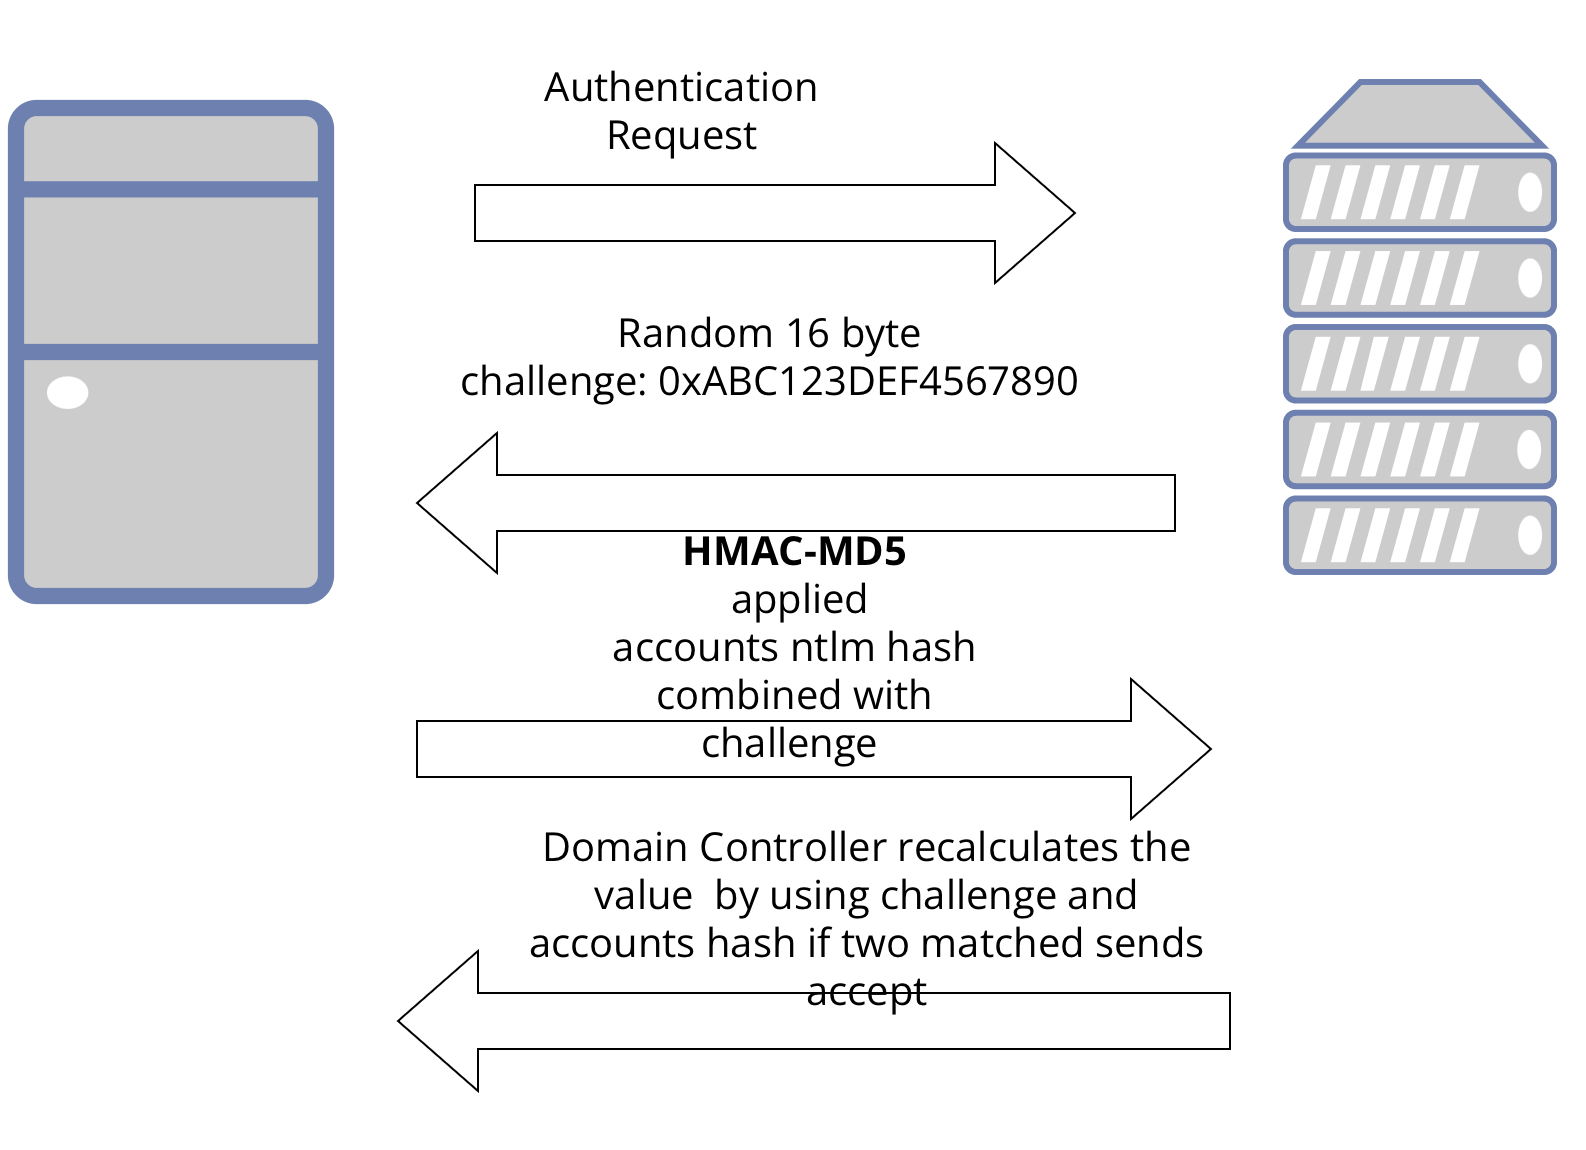 Authentication
Request
Random 16 byte
challenge: 0xABC123DEF4567890
HMAC-MD5
applied
accounts ntlm hash
combined with
challenge
Domain Controller recalculates the
value  by using challenge and
accounts hash if two matched sends
accept